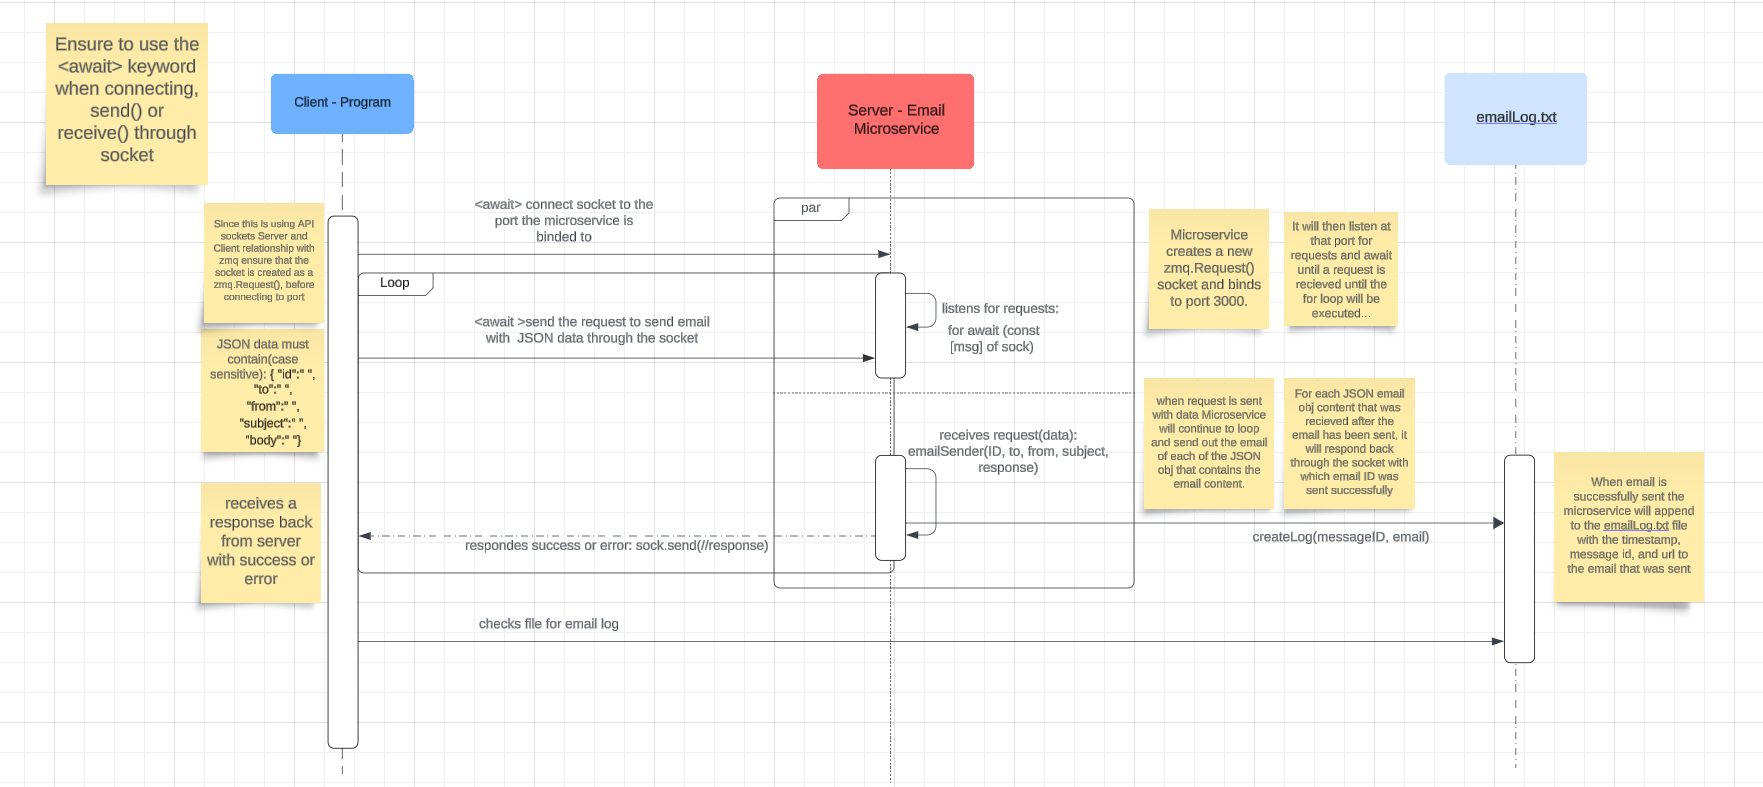 Ensure to use the
<await> keyword
when connecting,
send() or
receive() through
socket
Client - Program
Server - Email
Microservice
emailLog.txt
Since this is using API
sockets Server and
Client relationship with
zmq ensure that the
socket is created as a
zmq.Request(), before
connecting to port
<await> connect socket to the
port the microservice is
binded to
par
Microservice
creates a new
zmq.Request()
socket and binds
to port 3000.
It will then listen at
that port for
requests and await
until a request is
recieved until the
for loop will be
executed...
Loop
listens for requests:
for await (const
[msg] of sock)
<await >send the request to send email
with JSON data through the socket
JSON data must
contain(case
sensitive): { "id":" ",
"to":" ",
"from":" ",
"subject":" ",
"body":" "}
when request is sent
with data Microservice
will continue to loop
and send out the email
of each of the JSON
obj that contains the
email content.
For each JSON email
obj content that was
recieved after the
email has been sent, it
will respond back
through the socket with
which email ID was
sent successfully
receives request(data):
emailSender(ID, to, from, subject,
response)
receives a
response back
from server
with success or
error
When email is
successfully sent the
microservice will append
to the emailLog.txt file
with the timestamp,
message id, and url to
the email that was sent
respondes success or error: sock.send(//response)
createLog(messageID, email)
checks file for email log